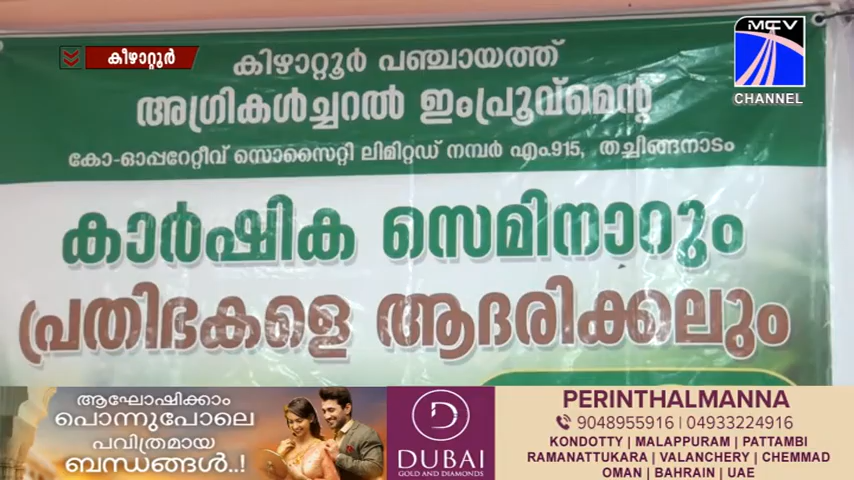 കീഴാറ്റൂർ
MCV
CHANNEL
കിഴാറ്റൂർ പഞ്ചായത്ത്
അഗ്രികൾച്ചറൽ ഇംപ്രൂവ്മെന്റ്
കോ-ഓപ്പറേറ്റീവ് സൊസൈറ്റി ലിമിറ്റഡ് നമ്പർ എം.915, തച്ചിങ്ങനാടം
കാർഷിക സെമിനാറും
പ്രതിഭകളെ ആദരിക്കലും
ആഘോഷിക്കാം
പൊന്നുപോലെ
പവിത്രമായ
ബന്ധങ്ങൾ..!
D
DUBAI
GOLD AND DIAMONDS
PERINTHALMANNA
9048955916 | 04933224916
KONDOTTY | MALAPPURAM | PATTAMBI
RAMANATTUKARA | VALANCHERY | CHEMMAD
OMAN | BAHRAIN | UAE